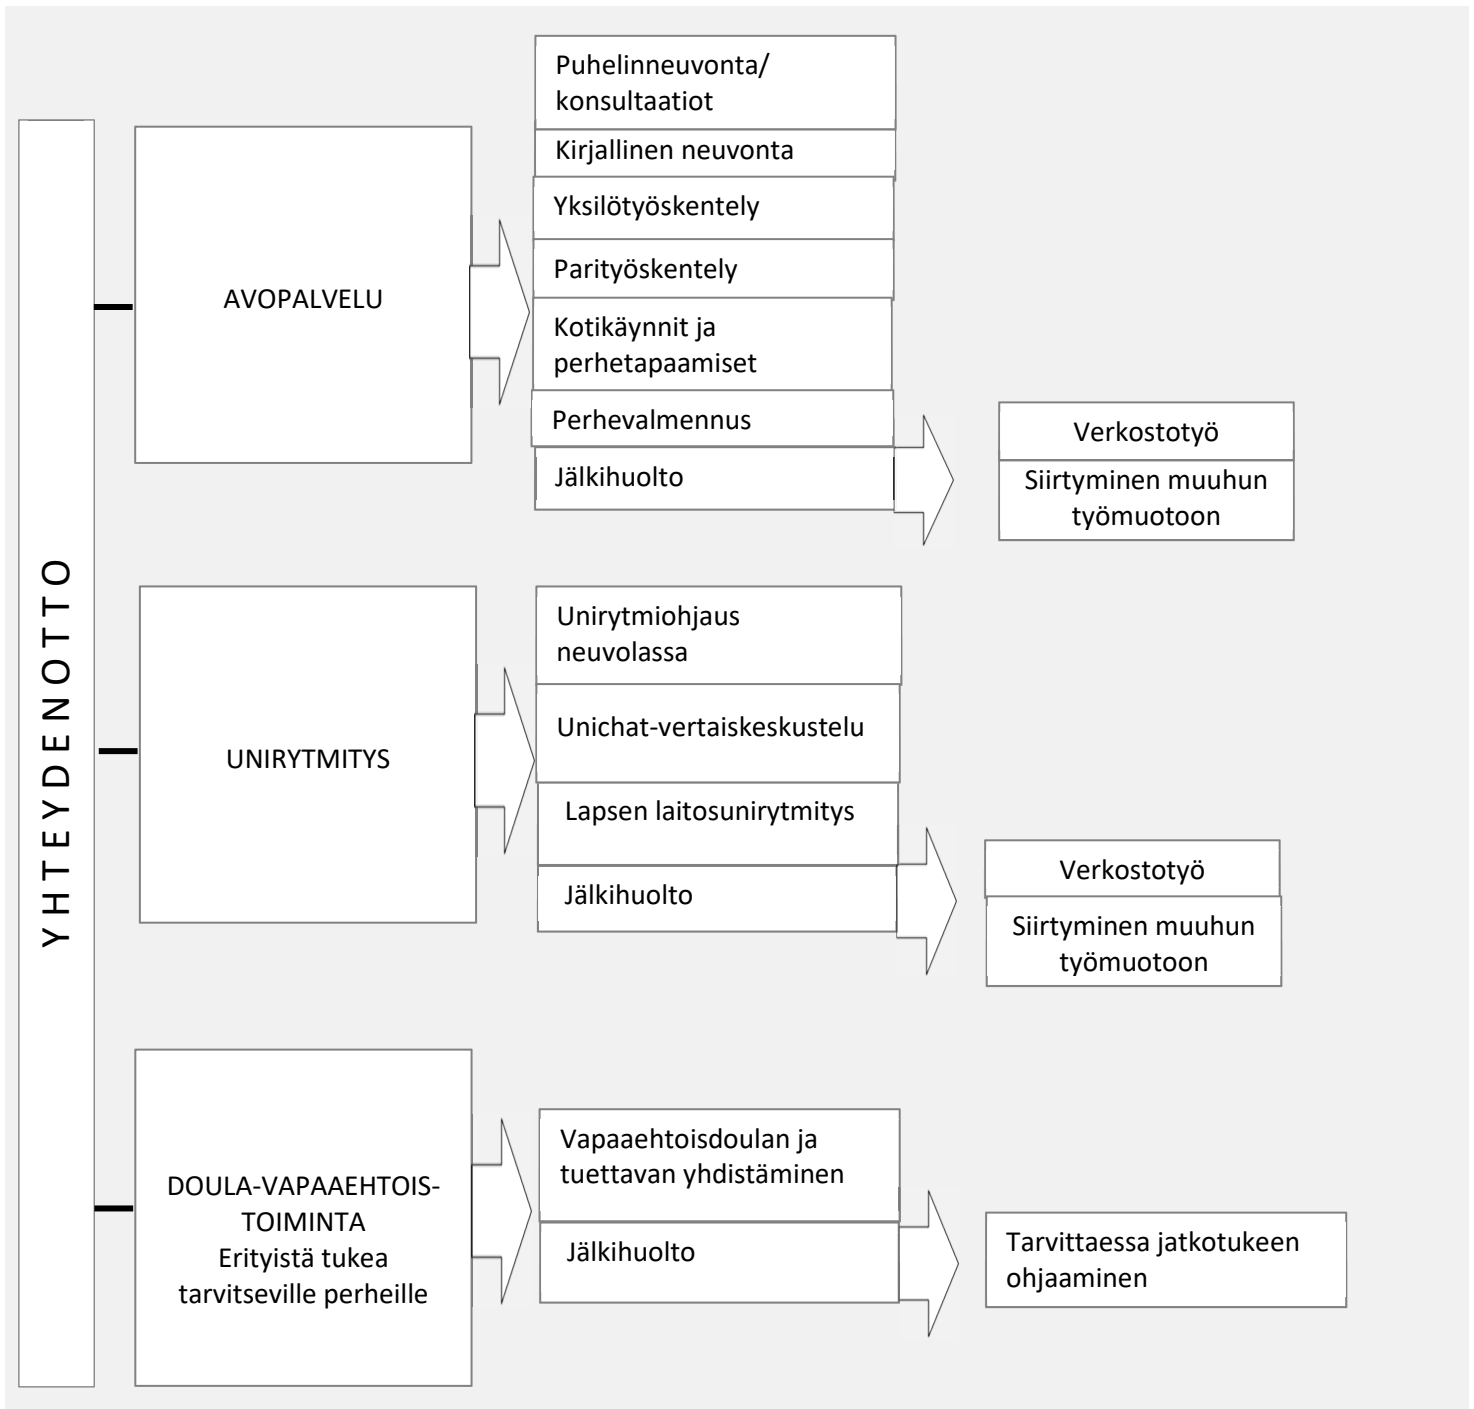 YHTEYDENOTTO
AVOPALVELU
Puhelinneuvonta/
konsultaatiot
Kirjallinen neuvonta
Yksilötyöskentely
Parityöskentely
Kotikäynnit ja
perhetapaamiset
Perhevalmennus
Jälkihuolto
Verkostotyö
Siirtyminen muuhun
työmuotoon
UNIRYTMITYS
Unirytmiohjaus
neuvolassa
Unichat-vertaiskeskustelu
Lapsen laitosunirytmitys
Jälkihuolto
Verkostotyö
Siirtyminen muuhun
työmuotoon
DOULA-VAPAAEHTOIS-
TOIMINTA
Erityistä tukea
tarvitseville perheille
Vapaaehtoisdoulan ja
tuettavan yhdistäminen
Jälkihuolto
Tarvittaessa jatkotukeen
ohjaaminen